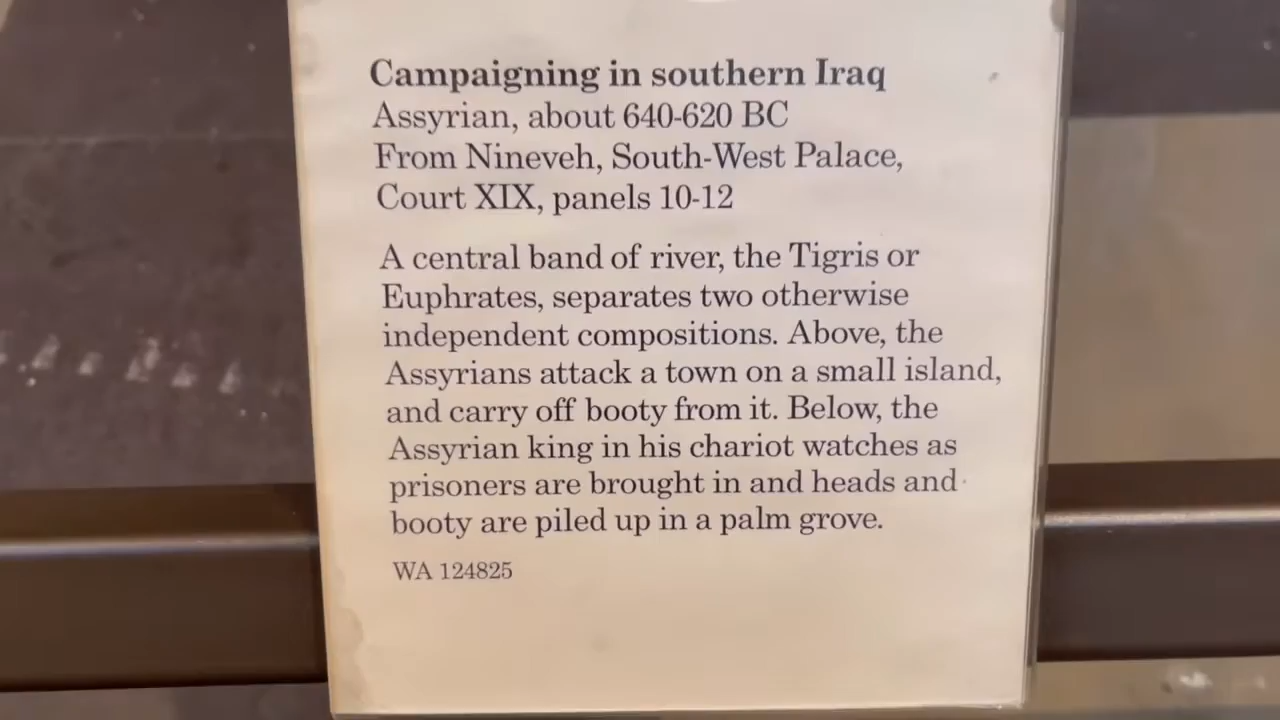 Campaigning in southern Iraq
Assyrian, about 640-620 BC
From Nineveh, South-West Palace,
Court XIX, panels 10-12
A central band of river, the Tigris or
Euphrates, separates two otherwise
independent compositions. Above, the
Assyrians attack a town on a small island,
and carry off booty from it. Below, the
Assyrian king in his chariot watches as
prisoners are brought in and heads and
booty are piled up in a palm grove.
WA 124825